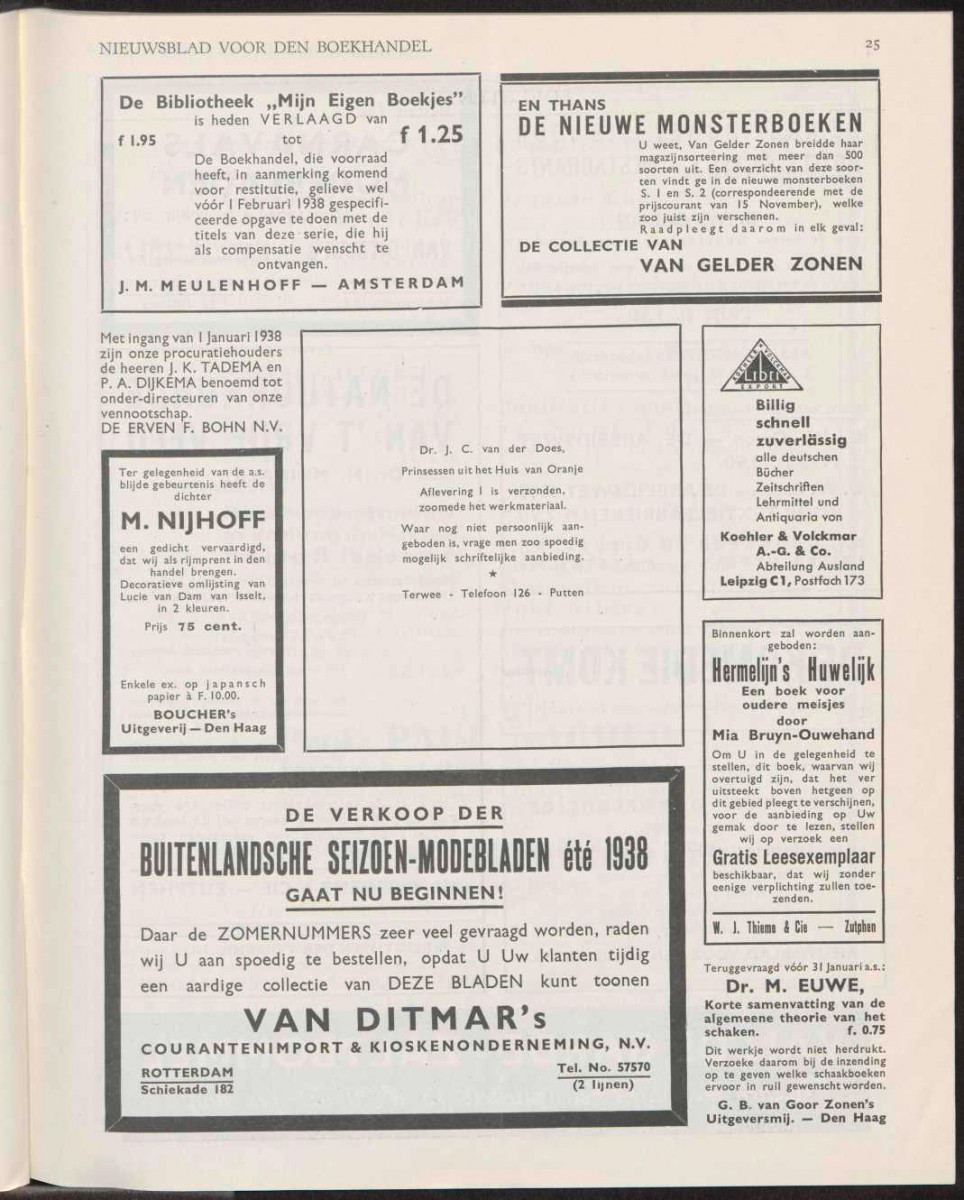 NIEUWSBLAD VOOR DEN BOEKHANDEL
25
De Bibliotheek „Mijn Eigen Boekjes”
is heden VERLAAGD van
f 1.95 tot f 1.25
De Boekhandel, die voorraad
heeft, in aanmerking komend
voor restitutie, gelieve wel
vóór 1 Februari 1938 gespecifi-
ceerde opgave te doen met de
titels van deze serie, die hij
als compensatie wenscht te
ontvangen.
J. M. MEULENHOFF — AMSTERDAM
EN THANS
DE NIEUWE MONSTERBOEKEN
U weet, Van Gelder Zonen breidde haar
magazijnsorteering met meer dan 500
soorten uit. Een overzicht van deze soor-
ten vindt ge in de nieuwe monsterboeken
S. 1 en S. 2 (correspondeerende met de
prijscourant van 15 November), welke
zoo juist zijn verschenen.
Raadpleegt daarom in elk geval:
DE COLLECTIE VAN
VAN GELDER ZONEN
Met ingang van 1 Januari 1938
zijn onze procuratiehouders
de heeren J. K. TADEMA en
P. A. DIJKEMA benoemd tot
onder-directeuren van onze
vennootschap.
DE ERVEN F. BOHN N.V.
Ter gelegenheid van de a.s.
blijde gebeurtenis heeft de
dichter
M. NIJHOFF
een gedicht vervaardigd,
dat wij als rijmprent in den
handel brengen.
Decoratieve omlijsting van
Lucie van Dam van Isselt,
in 2 kleuren.
Prijs 75 cent.
Enkele ex. op japansch
papier à F. 10.00.
BOUCHER's
Uitgeverij — Den Haag
Dr. J. C. van der Does,
Prinsessen uit het Huis van Oranje
Aflevering 1 is verzonden,
zoomede het werkmateriaal.
Waar nog niet persoonlijk aan-
geboden is, vrage men zoo spoedig
mogelijk schriftelijke aanbieding.
*
Terwee - Telefoon 126 - Putten
KOEHLER & VOLCKMAR
LIBRI
EXPORT
Billig
schnell
zuverlässig
alle deutschen
Bücher
Zeitschriften
Lehrmittel und
Antiquaria von
Koehler & Volckmar
A.-G. & Co.
Abteilung Ausland
Leipzig C1, Postfach 173
Binnenkort zal worden aan-
geboden:
Hermelijn's Huwelijk
Een boek voor
oudere meisjes
door
Mia Bruyn-Ouwehand
Om U in de gelegenheid te
stellen, dit boek, waarvan wij
overtuigd zijn, dat het ver
uitsteekt boven hetgeen op
dit gebied pleegt te verschijnen,
voor de aanbieding op Uw
gemak door te lezen, stellen
wij op verzoek een
Gratis Leesexemplaar
beschikbaar, dat wij zonder
eenige verplichting zullen toe-
zenden.
W. J. Thieme & Cie — Zutphen
DE VERKOOP DER
BUITENLANDSCHE SEIZOEN-MODEBLADEN été 1938
GAAT NU BEGINNEN!
Daar de ZOMERNUMMERS zeer veel gevraagd worden, raden
wij U aan spoedig te bestellen, opdat U Uw klanten tijdig
een aardige collectie van DEZE BLADEN kunt toonen
VAN DITMAR's
COURANTENIMPORT & KIOSKENONDERNEMING, N.V.
ROTTERDAM
Schiekade 182
Tel. No. 57570
(2 lijnen)
Teruggevraagd vóór 31 Januari a.s.:
Dr. M. EUWE,
Korte samenvatting van de
algemeene theorie van het
schaken. f. 0.75
Dit werkje wordt niet herdrukt.
Verzoeke daarom bij de inzending
op te geven welke schaakboeken
ervoor in ruil gewenscht worden.
G. B. van Goor Zonen's
Uitgeversmij. — Den Haag